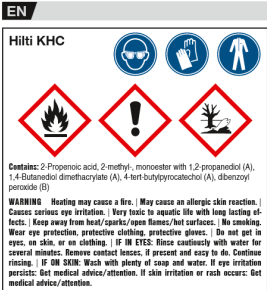 EN
Hilti KHC
Contains: 2-Propenoic acid, 2-methyl-, monoester with 1,2-propanediol (A),
1,4-Butanediol dimethacrylate (A), 4-tert-butylpyrocatechol (A), dibenzoyl
peroxide (B)
WARNING Heating may cause a fire. | May cause an allergic skin reaction. |
Causes serious eye irritation. | Very toxic to aquatic life with long lasting ef-
fects. | Keep away from heat/sparks/open flames/hot surfaces. | No smoking.
Wear eye protection, protective clothing, protective gloves. | Do not get in
eyes, on skin, or on clothing. | IF IN EYES: Rinse cautiously with water for
several minutes. Remove contact lenses, if present and easy to do. Continue
rinsing. | IF ON SKIN: Wash with plenty of soap and water. If eye irritation
persists: Get medical advice/attention. If skin irritation or rash occurs: Get
medical advice/attention.